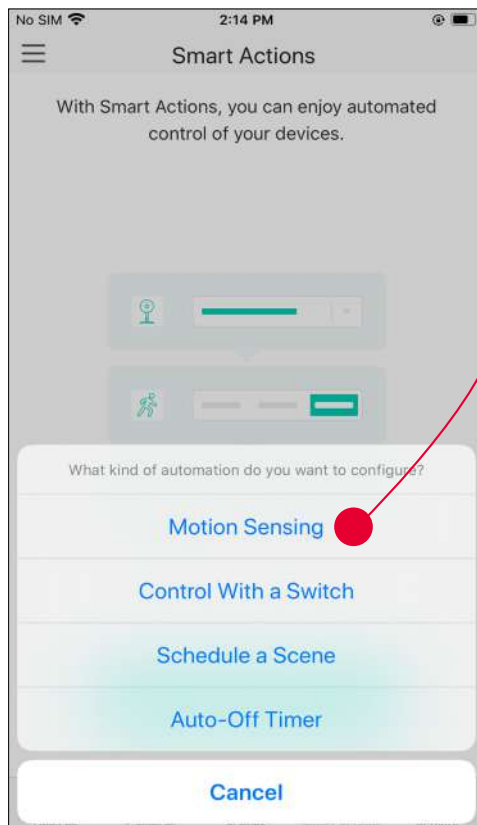 No SIM 2:14 PM
Smart Actions
With Smart Actions, you can enjoy automated
control of your devices.
What kind of automation do you want to configure?
Motion Sensing
Control With a Switch
Schedule a Scene
Auto-Off Timer
Cancel